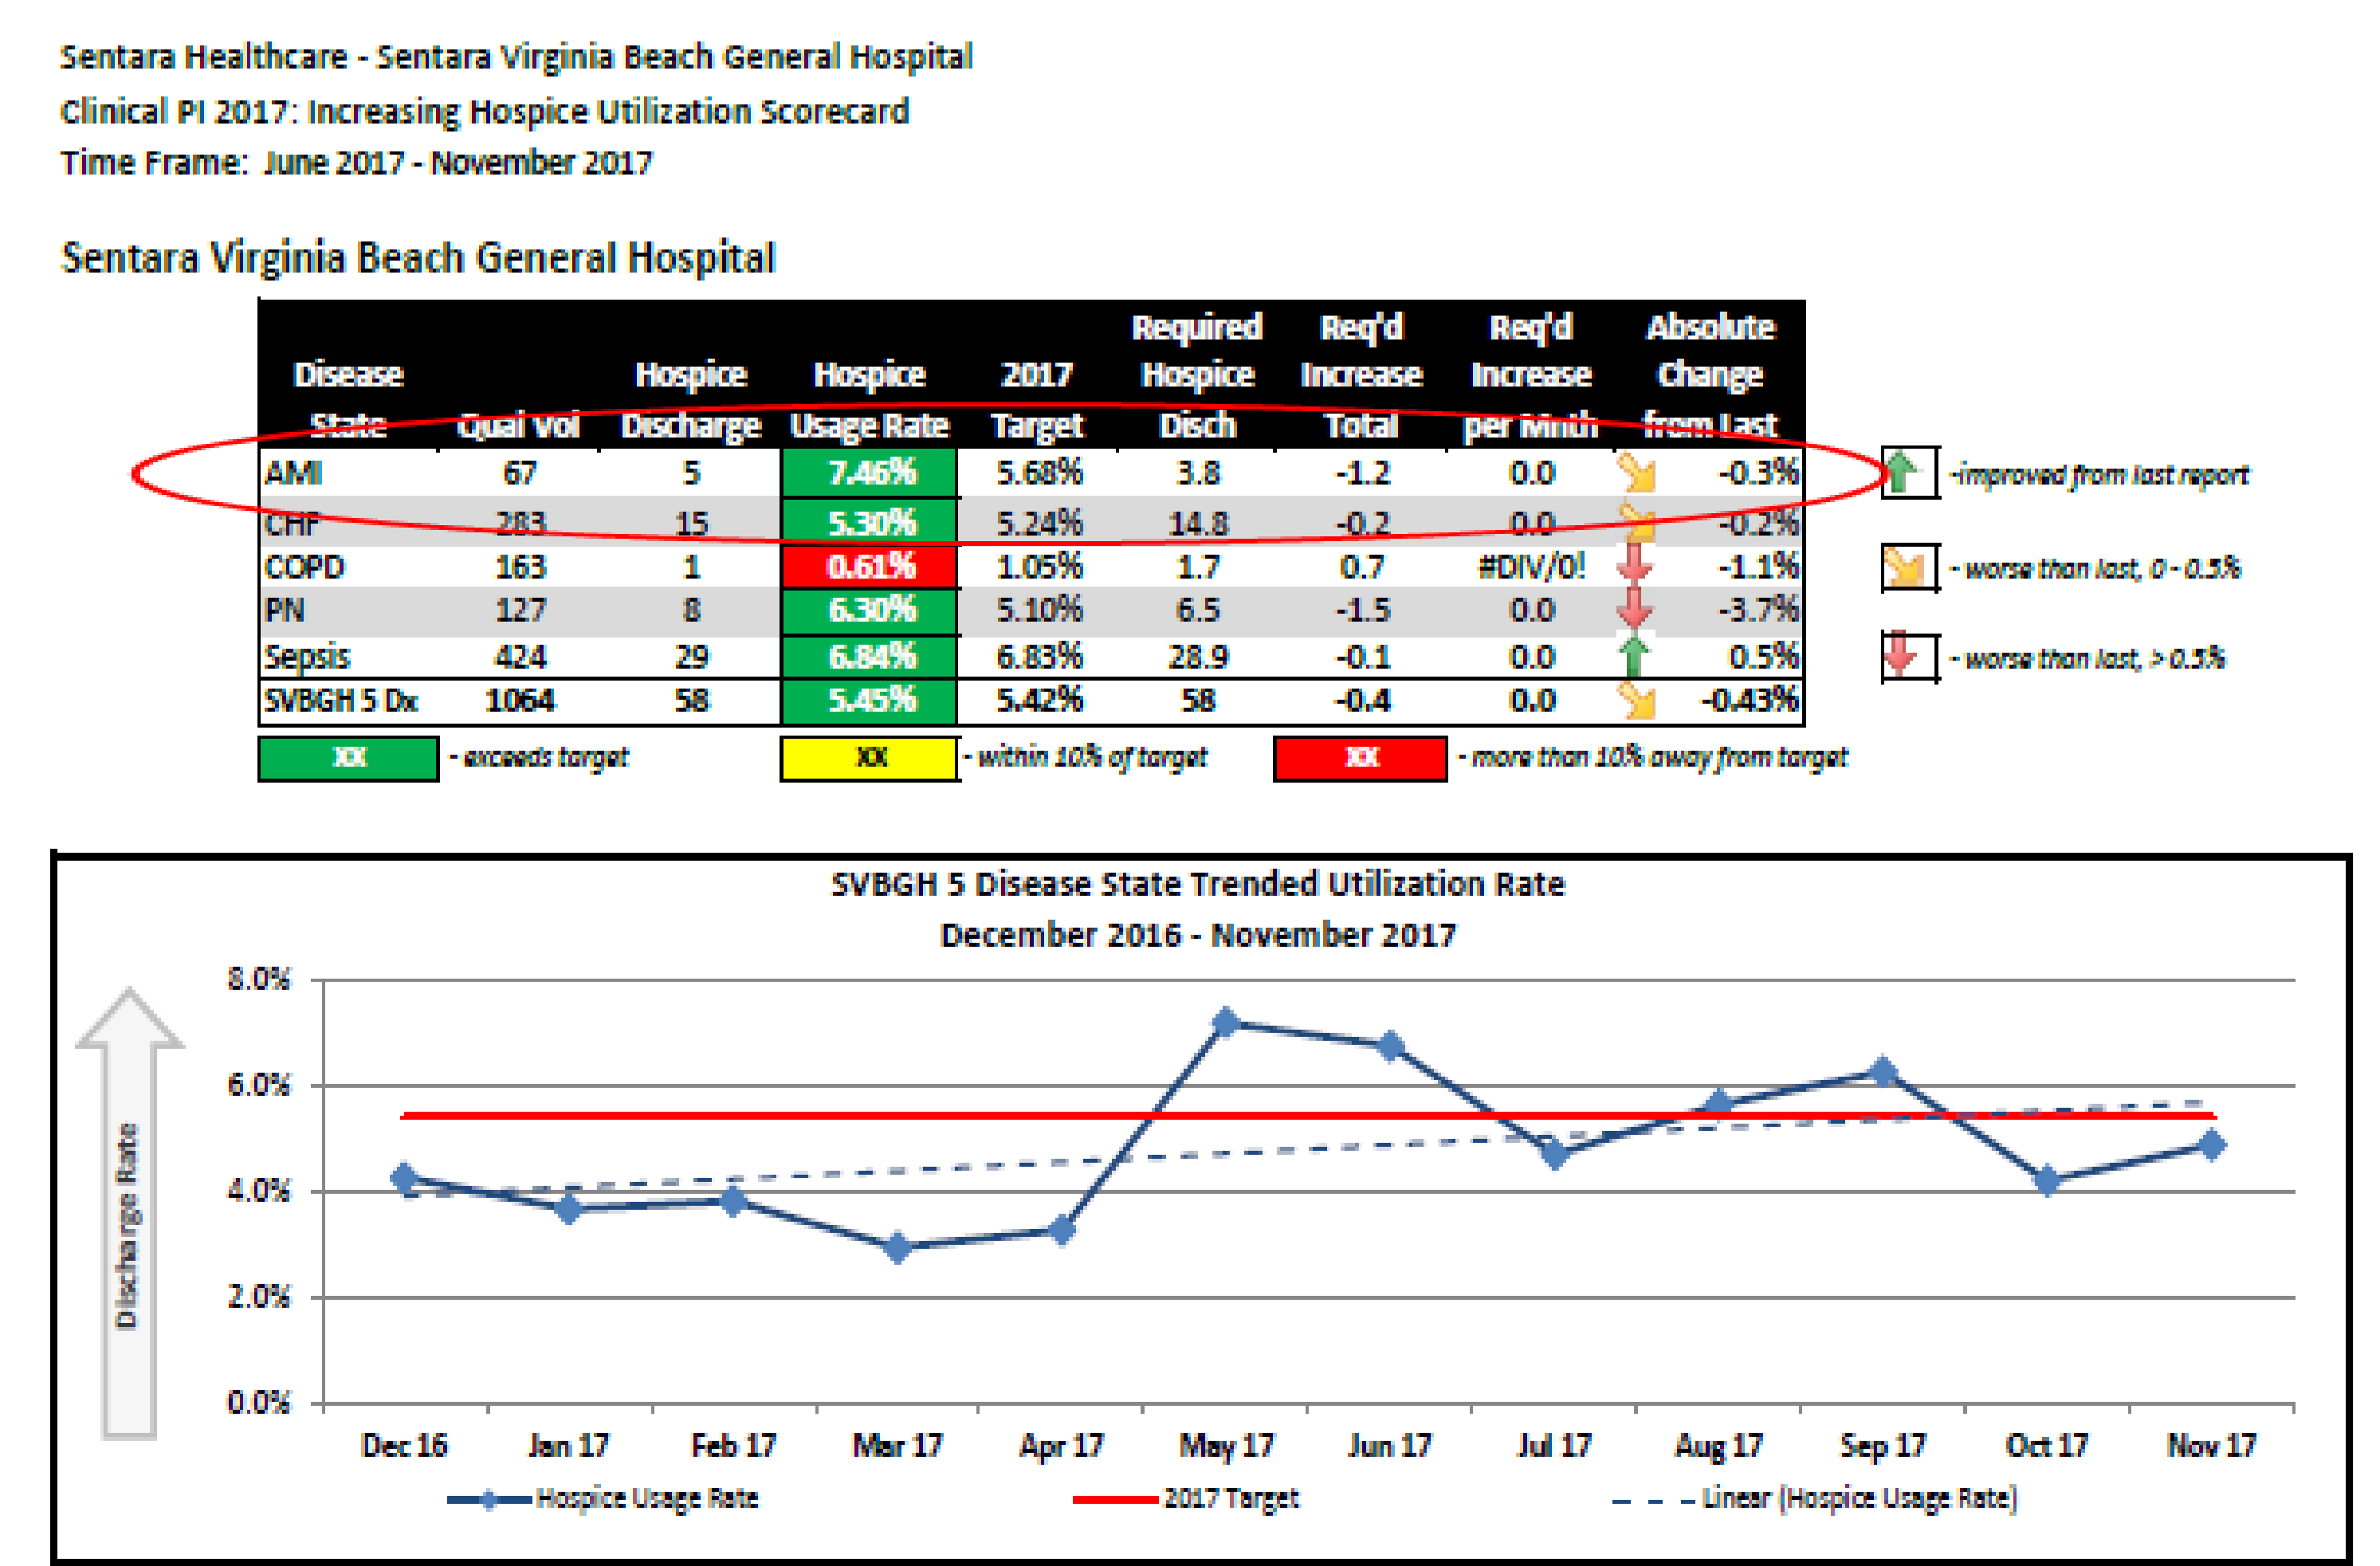 Sentara Healthcare - Sentara Virginia Beach General Hospital
Clinical PI 2017: Increasing Hospice Utilization Scorecard
Time Frame: June 2017 - November 2017
Sentara Virginia Beach General Hospital
Required Req'd Req'd Absolute
Disease Hospice Hospice 2017 Hospice Increase Increase Change
State Qual Vol Discharge Usage Rate Target Disch Total per Mnth from Last
AMI 67 5 7.46% 5.68% 3.8 -1.2 0.0 -0.3% -improved from last report
CHF 283 15 5.30% 5.24% 14.8 -0.2 0.0 -0.2%
COPD 163 1 0.61% 1.05% 1.7 0.7 #DIV/0! -1.1% - worse than last, 0 - 0.5%
PN 127 8 6.30% 5.10% 6.5 -1.5 0.0 -3.7%
Sepsis 424 29 6.84% 6.83% 28.9 -0.1 0.0 0.5% - worse than last, > 0.5%
SVBGH 5 Dx 1064 58 5.45% 5.42% 58 -0.4 0.0 -0.43%
XX - exceeds target XX - within 10% of target XX - more than 10% away from target
SVBGH 5 Disease State Trended Utilization Rate
December 2016 - November 2017
8.0%
6.0%
4.0%
2.0%
0.0%
Discharge Rate
Dec 16 Jan 17 Feb 17 Mar 17 Apr 17 May 17 Jun 17 Jul 17 Aug 17 Sep 17 Oct 17 Nov 17
Hospice Usage Rate 2017 Target Linear (Hospice Usage Rate)